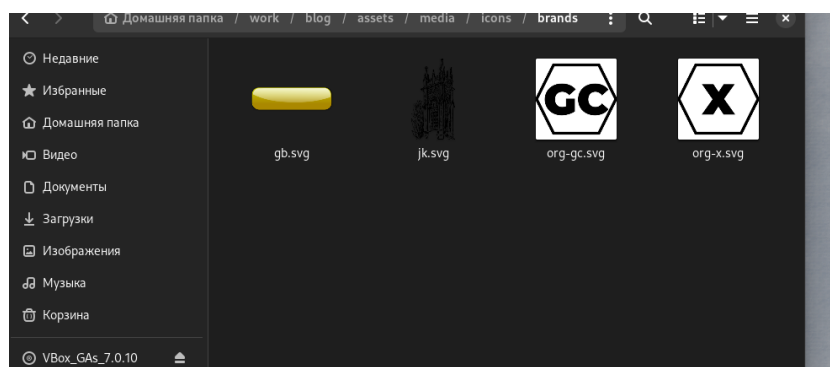 Домашняя папка / work / blog / assets / media / icons / brands
Недавние
Избранные
Домашняя папка
Видео
Документы
Загрузки
Изображения
Музыка
Корзина
VBox_GAs_7.0.10
GC
X
gb.svg
jk.svg
org-gc.svg
org-x.svg